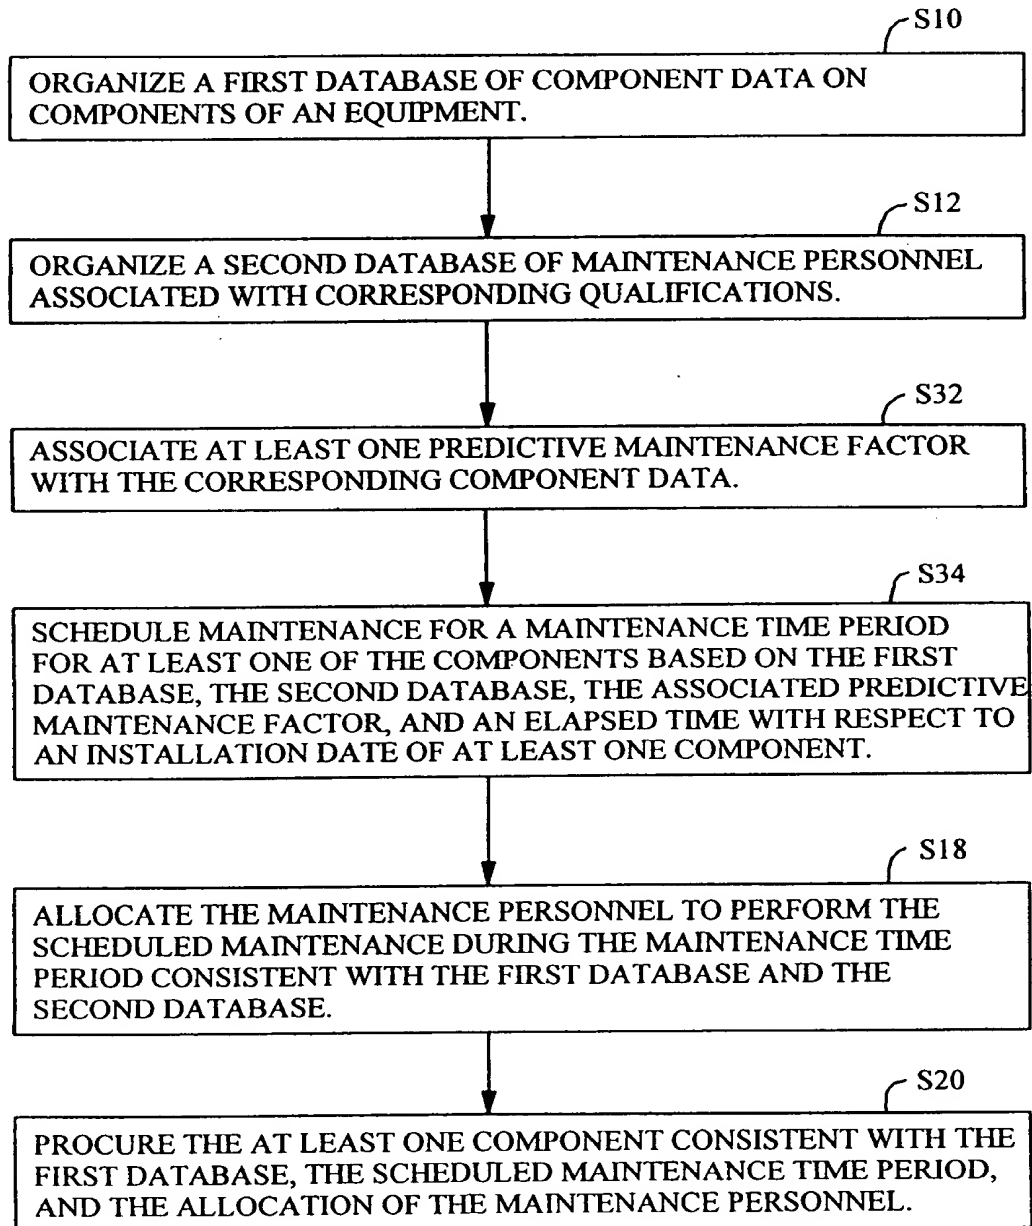 S10
ORGANIZE A FIRST DATABASE OF COMPONENT DATA ON
COMPONENTS OF AN EQUIPMENT.
S12
ORGANIZE A SECOND DATABASE OF MAINTENANCE PERSONNEL
ASSOCIATED WITH CORRESPONDING QUALIFICATIONS.
S32
ASSOCIATE AT LEAST ONE PREDICTIVE MAINTENANCE FACTOR
WITH THE CORRESPONDING COMPONENT DATA.
S34
SCHEDULE MAINTENANCE FOR A MAINTENANCE TIME PERIOD
FOR AT LEAST ONE OF THE COMPONENTS BASED ON THE FIRST
DATABASE, THE SECOND DATABASE, THE ASSOCIATED PREDICTIVE
MAINTENANCE FACTOR, AND AN ELAPSED TIME WITH RESPECT TO
AN INSTALLATION DATE OF AT LEAST ONE COMPONENT.
S18
ALLOCATE THE MAINTENANCE PERSONNEL TO PERFORM THE
SCHEDULED MAINTENANCE DURING THE MAINTENANCE TIME
PERIOD CONSISTENT WITH THE FIRST DATABASE AND THE
SECOND DATABASE.
S20
PROCURE THE AT LEAST ONE COMPONENT CONSISTENT WITH THE
FIRST DATABASE, THE SCHEDULED MAINTENANCE TIME PERIOD,
AND THE ALLOCATION OF THE MAINTENANCE PERSONNEL.